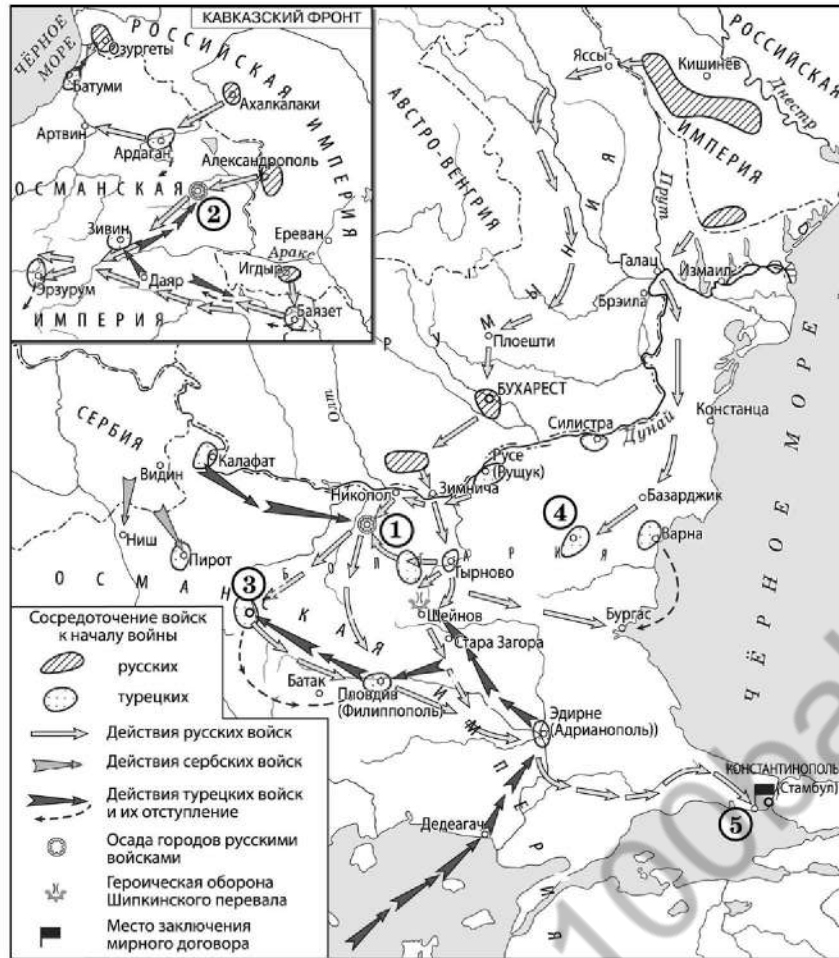 КАВКАЗСКИЙ ФРОНТ
ЧЁРНОЕ
МОРЕ
РОССИЙСКАЯ
ИМПЕРИЯ
Озургеты
Батуми
Ахалкалаки
Артвин
Ардаган
Александрополь
ОСМАНСКАЯ
2
Зивин
Ереван
Аракс
Игдыр
Эрзурум
Даяр
Баязет
ИМПЕРИЯ
РОССИЙСКАЯ
ИМПЕРИЯ
Яссы
Кишинёв
Днестр
АВСТРО-ВЕНГРИЯ
Прут
Галац
Измаил
Брэила
РУМЫНИЯ
Плоешти
БУХАРЕСТ
Констанца
Силистра
Дунай
Олт
СЕРБИЯ
Калафат
Видин
Русе
(Рущук)
Никопол
Зимнича
Базарджик
1
4
Варна
Ниш
Пирот
БОЛГАРИЯ
Тырново
ОСМАНСКАЯ
ИМПЕРИЯ
3
Шейнов
Бургас
Стара Загора
Батак
Пловдив
(Филиппополь)
Эдирне
(Адрианополь))
КОНСТАНТИНОПОЛЬ
(Стамбул)
5
Дедеагач
ЧЁРНОЕ МОРЕ
Сосредоточение войск
к началу войны
русских
турецких
Действия русских войск
Действия сербских войск
Действия турецких войск
и их отступление
Осада городов русскими
войсками
Героическая оборона
Шипкинского перевала
Место заключения
мирного договора